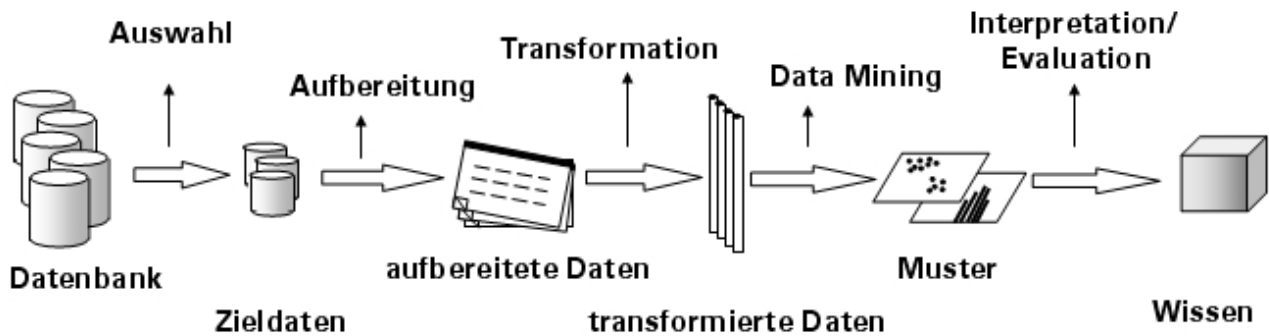 Auswahl
Aufbereitung
Transformation
Data Mining
Interpretation/
Evaluation
Datenbank
Zieldaten
aufbereitete Daten
transformierte Daten
Muster
Wissen